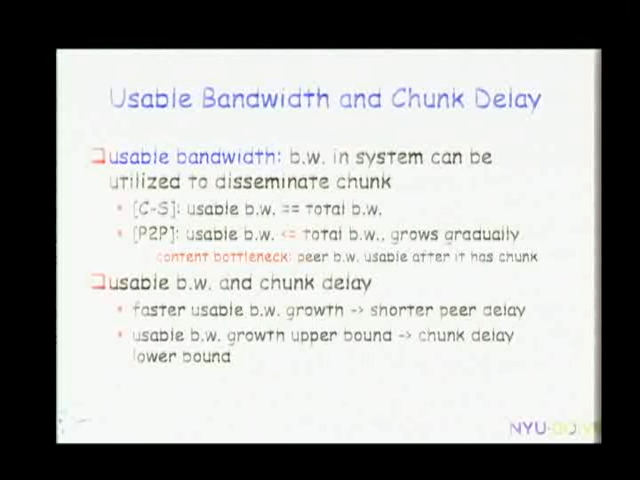 Usable Bandwidth and Chunk Delay
usable bandwidth: b.w. in system can be
utilized to disseminate chunk
[C-S]: usable b.w. == total b.w.
[P2P]: usable b.w. <= total b.w., grows gradually
content bottleneck: peer b.w. usable after it has chunk
usable b.w. and chunk delay
faster usable b.w. growth -> shorter peer delay
usable b.w. growth upper bound -> chunk delay
lower bound
NYU-